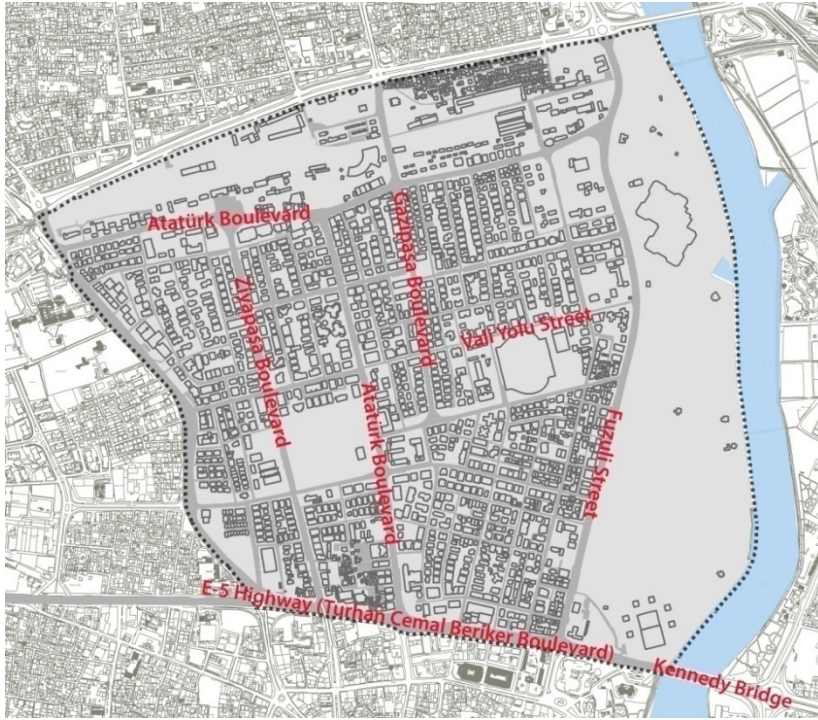 Atatürk Boulevard
Gazipaşa Boulevard
Ziyapaşa Boulevard
Vali Yolu Street
Atatürk Boulevard
Fuzuli Street
E-5 Highway (Turhan Cemal Beriker Boulevard)
Kennedy Bridge